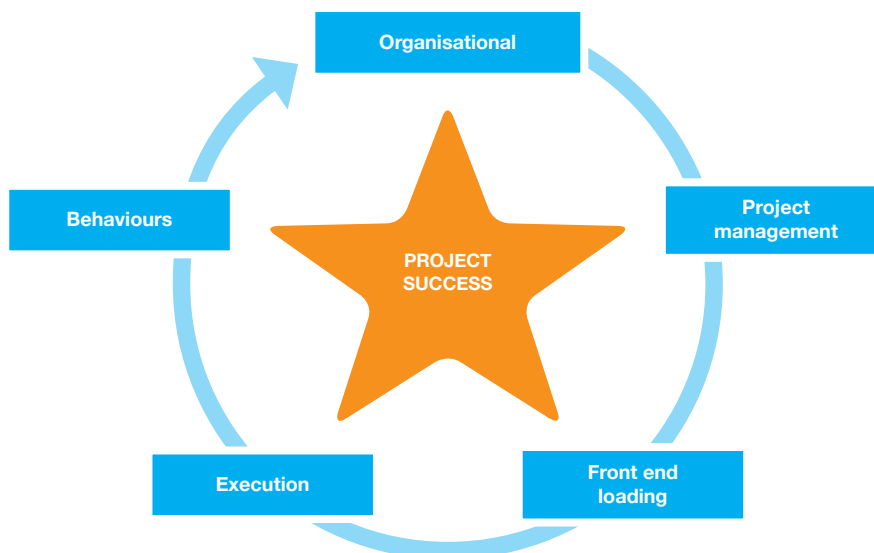 Organisational
Behaviours
Project
management
PROJECT
SUCCESS
Execution
Front end
loading